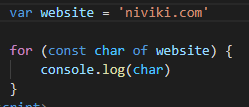 var website = 'niviki.com'
for (const char of website) {
    console.log(char)
}